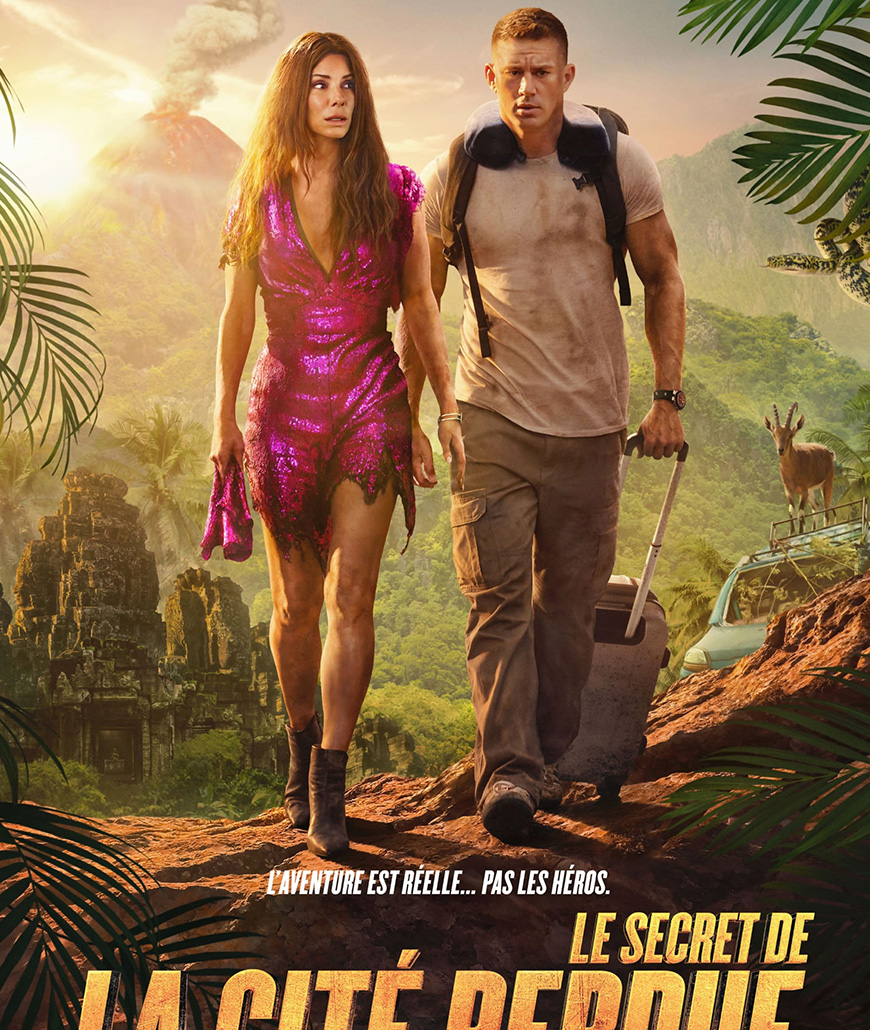 L'AVENTURE EST RÉELLE... PAS LES HÉROS.
LE SECRET DE
LA CITÉ PERDUE